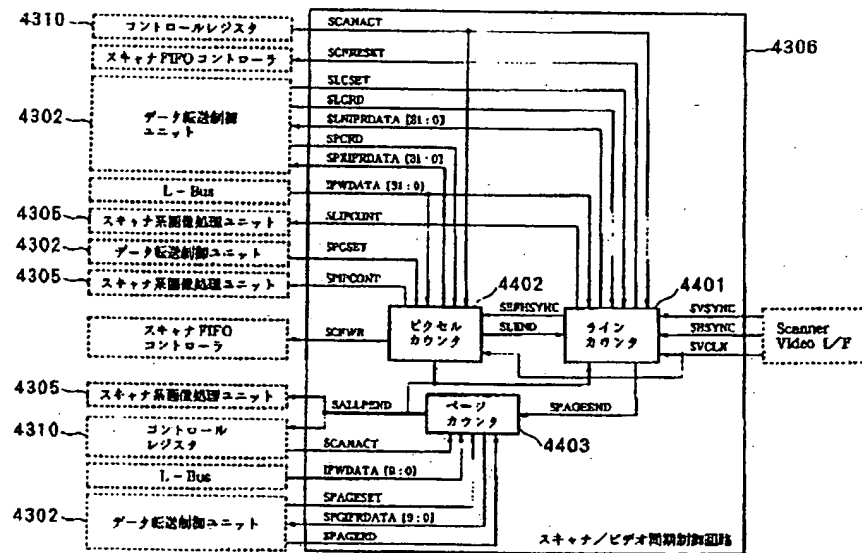 4310
コントロールレジスタ
SCANACT
4306
スキャナFIFOコントローラ
SCFRESET
SLCSET
4302
データ転送制御
ユニット
SLCRD
SLNIPRDATA [31:0]
SPCRD
SPXIPRDATA [31:0]
L-Bus
IPWDATA [31:0]
4305
スキャナ系画像処理ユニット
SLIPCONT
4302
データ転送制御ユニット
SPCSET
4305
スキャナ系画像処理ユニット
SPIPCONT
4402
4401
スキャナFIFO
コントローラ
SCFWR
ピクセル
カウンタ
SLEND
ライン
カウンタ
SVSYNC
SHSYNC
SVCLK
Scanner
Video I/F
4305
スキャナ系画像処理ユニット
SALLPEND
ページ
カウンタ
SPAGEEND
4403
4310
コントロール
レジスタ
SCANACT
L-Bus
IPWDATA [9:0]
4302
データ転送制御ユニット
SPAGESET
SPGIPRDATA [9:0]
SPAGERD
スキャナ/ビデオ同期制御回路